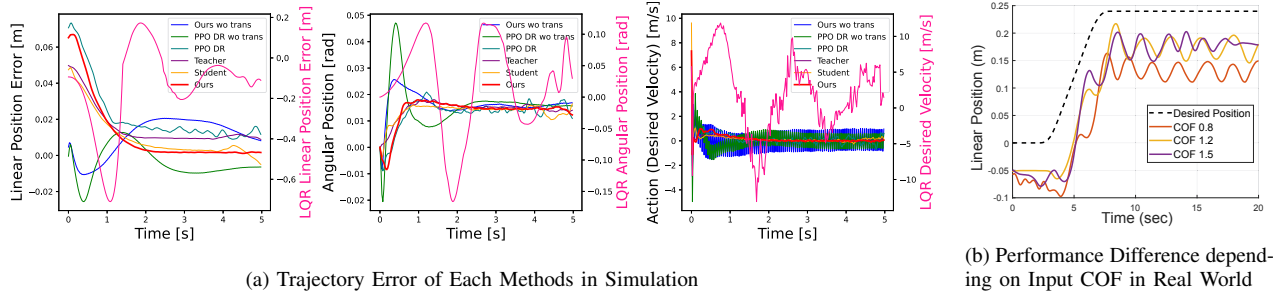 Linear Position Error [m]
0.06
0.04
0.02
0.00
−0.02
Ours wo trans
PPO DR wo trans
PPO DR
Teacher
Student
Ours
0.2
0.0
−0.2
−0.4
−0.6
LQR Linear Position Error [m]
0 1 2 3 4 5
Time [s]
Angular Position [rad]
0.05
0.04
0.03
0.02
0.01
0.00
−0.01
−0.02
Ours wo trans
PPO DR wo trans
PPO DR
Teacher
Student
Ours
0.10
0.05
0.00
−0.05
−0.10
−0.15
LQR Angular Position [rad]
0 1 2 3 4 5
Time [s]
Action (Desired Velocity) [m/s]
10
8
6
4
2
0
−2
−4
Ours wo trans
PPO DR wo trans
PPO DR
Teacher
Student
Ours
10
5
0
−5
−10
LQR Desired Velocity [m/s]
0 1 2 3 4 5
Time [s]
Linear Position (m)
0.25
0.2
0.15
0.1
0.05
0
-0.05
-0.1
Desired Position
COF 0.8
COF 1.2
COF 1.5
0 5 10 15 20
Time (sec)
(a) Trajectory Error of Each Methods in Simulation
(b) Performance Difference depend-
ing on Input COF in Real World